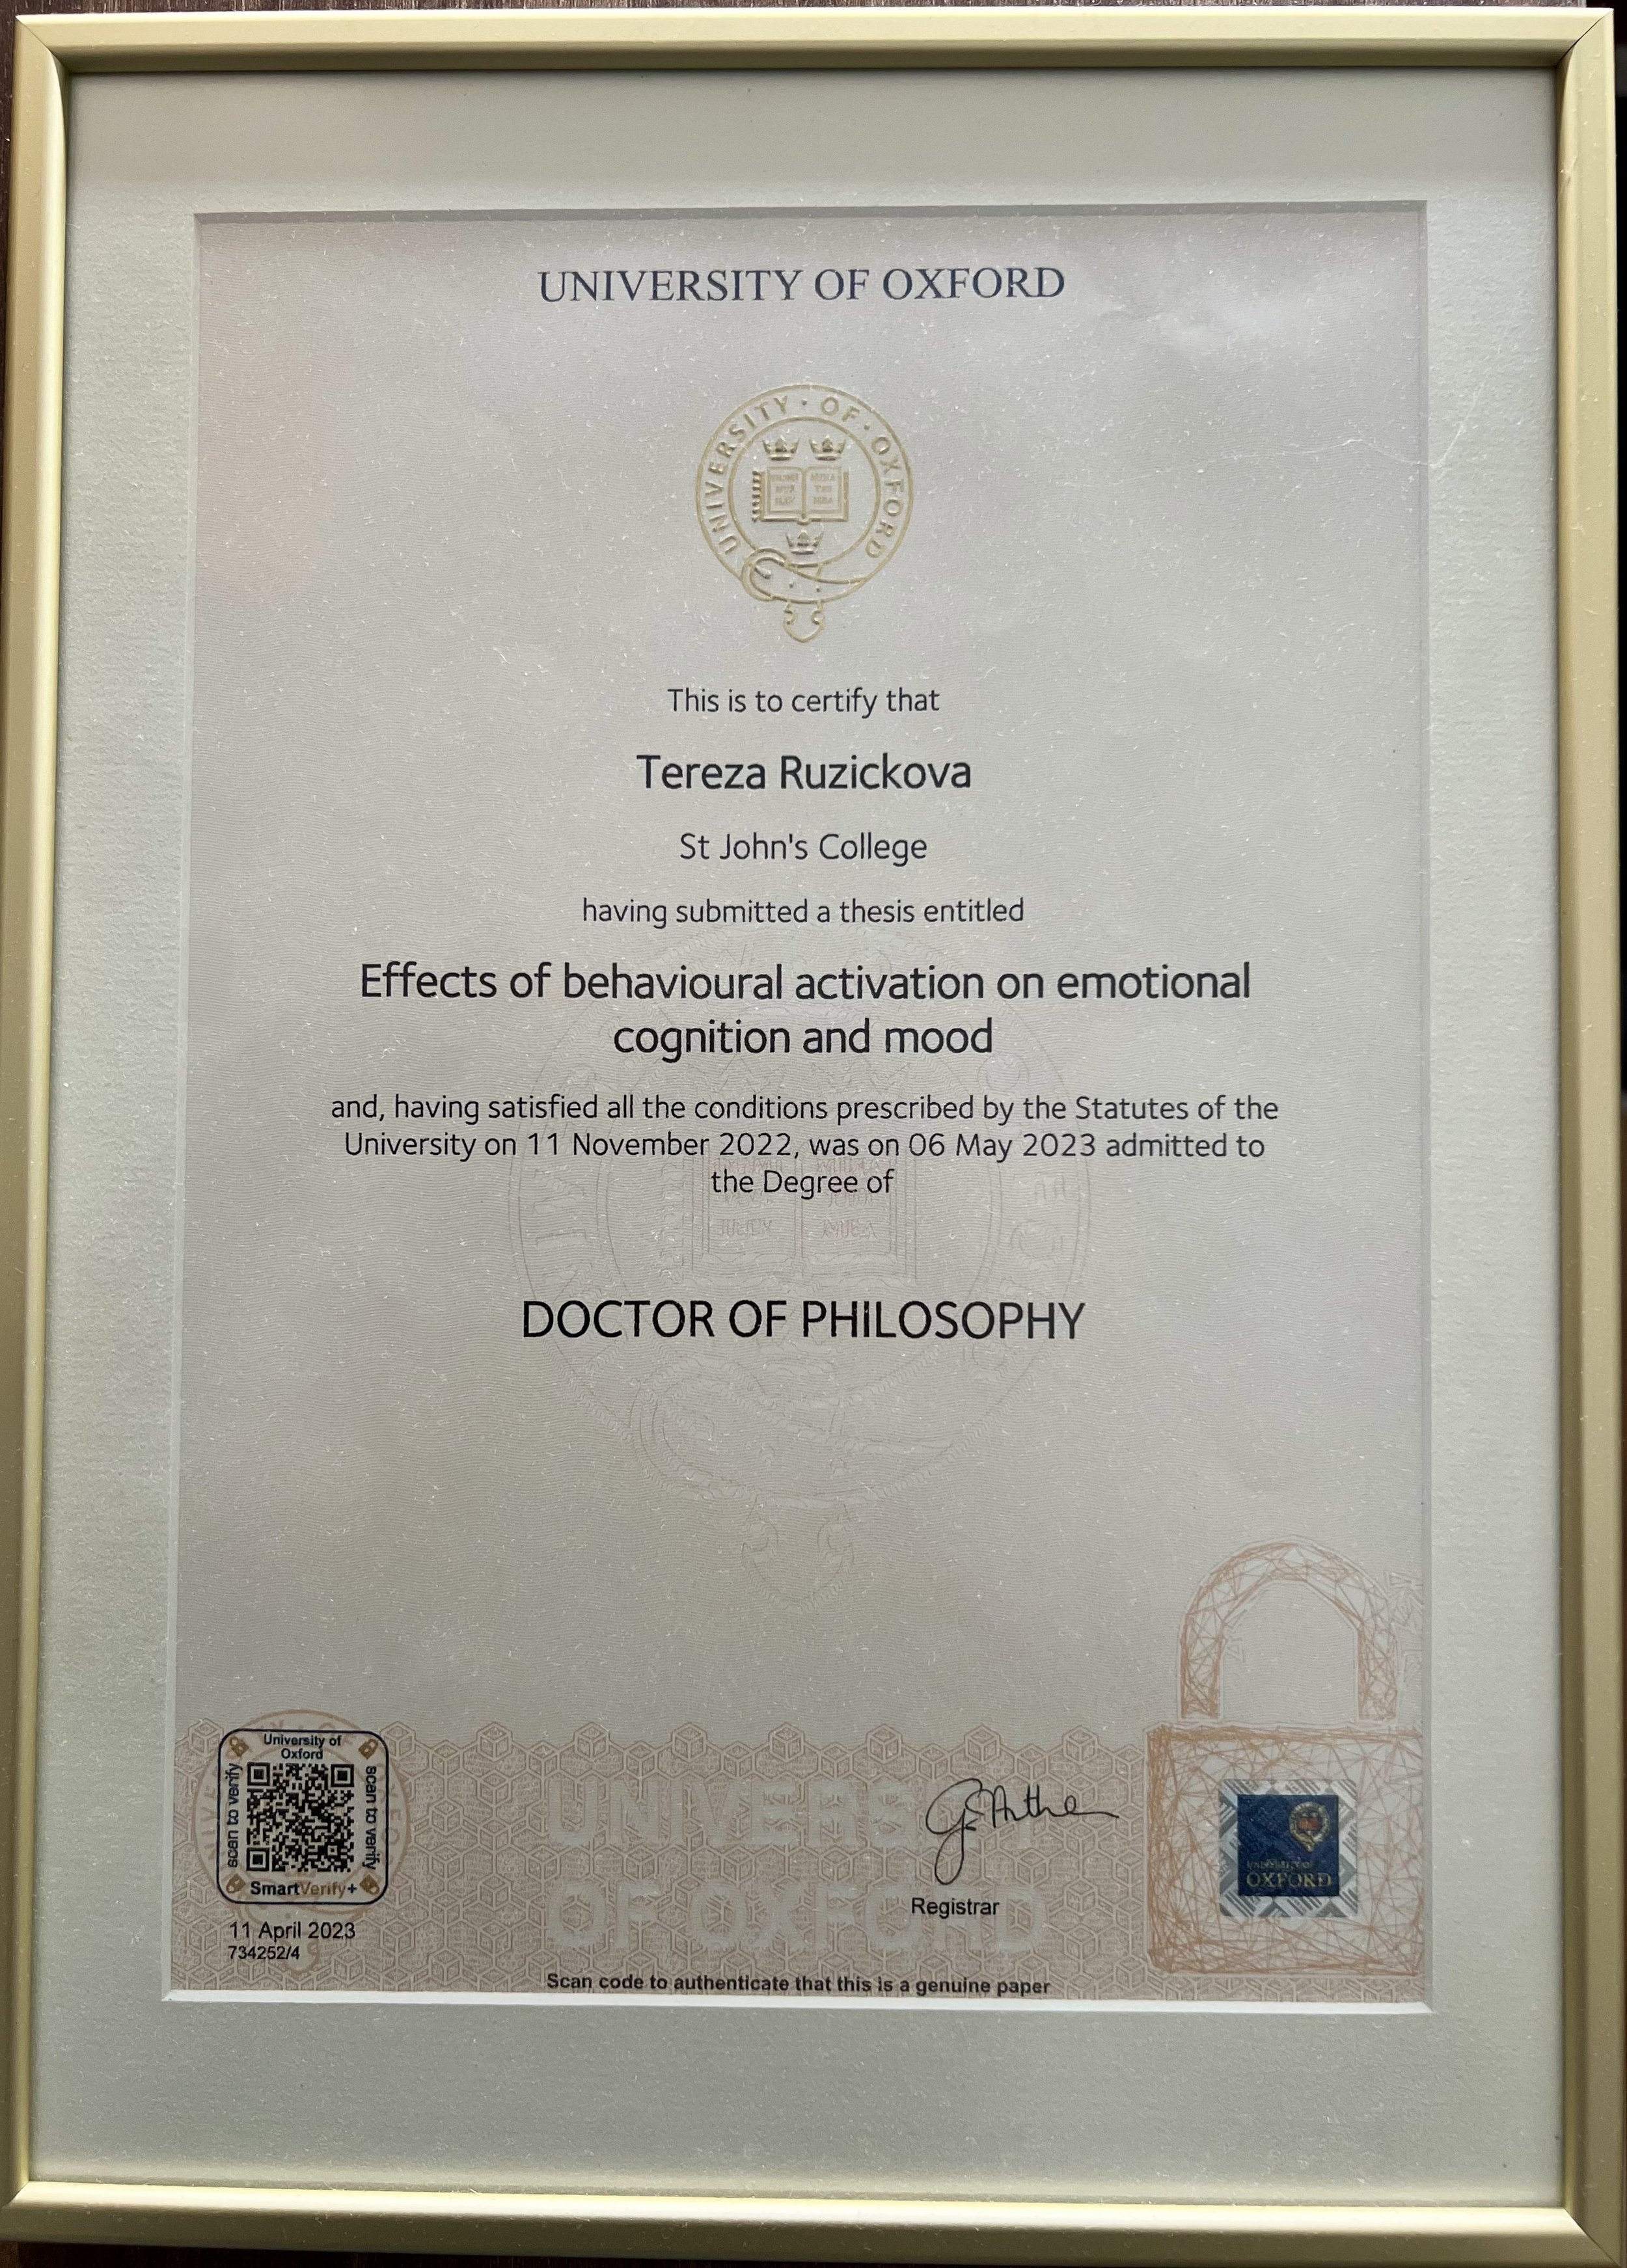 UNIVERSITY OF OXFORD
UNIVERSITY · OF · OXFORD
This is to certify that
Tereza Ruzickova
St John's College
having submitted a thesis entitled
Effects of behavioural activation on emotional
cognition and mood
and, having satisfied all the conditions prescribed by the Statutes of the
University on 11 November 2022, was on 06 May 2023 admitted to
the Degree of
DOCTOR OF PHILOSOPHY
University of
Oxford
scan to verify
scan to verify
SmartVerify+
11 April 2023
734252/4
Registrar
UNIVERSITY OF
OXFORD
Scan code to authenticate that this is a genuine paper